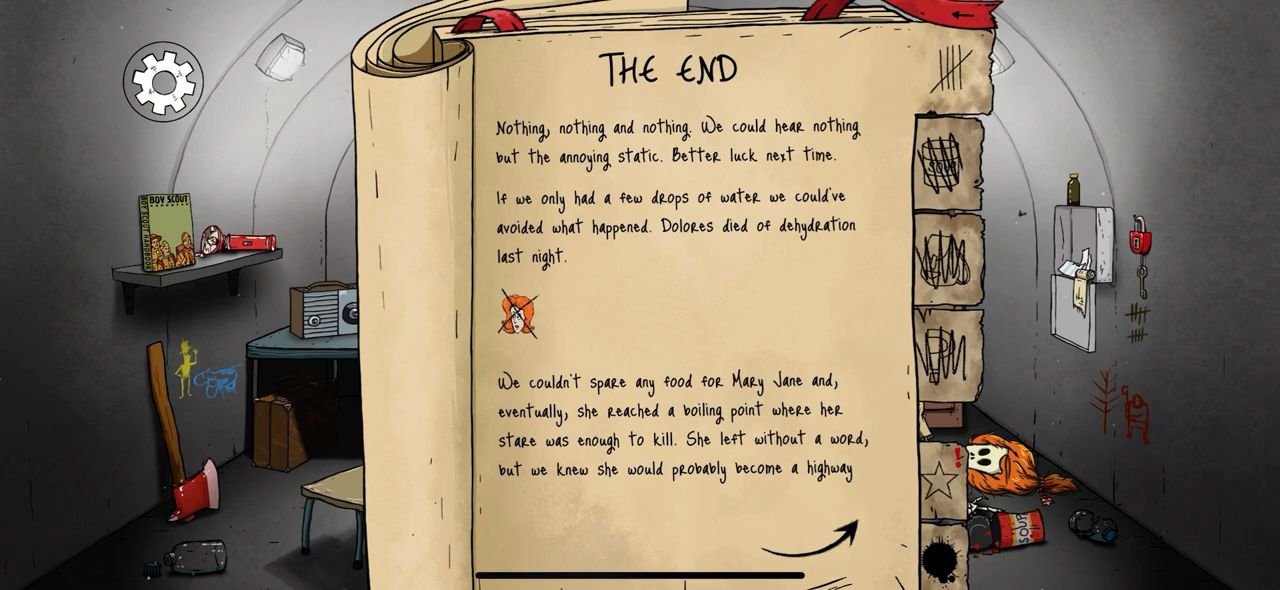 THE END
Nothing, nothing and nothing. We could hear nothing
but the annoying static. Better luck next time.
If we only had a few drops of water we could've
avoided what happened. Dolores died of dehydration
last night.
We couldn't spare any food for Mary Jane and,
eventually, she reached a boiling point where her
stare was enough to kill. She left without a word,
but we knew she would probably become a highway
BOY SCOUT
BOY SCOUT HANDBOOK
SOUP